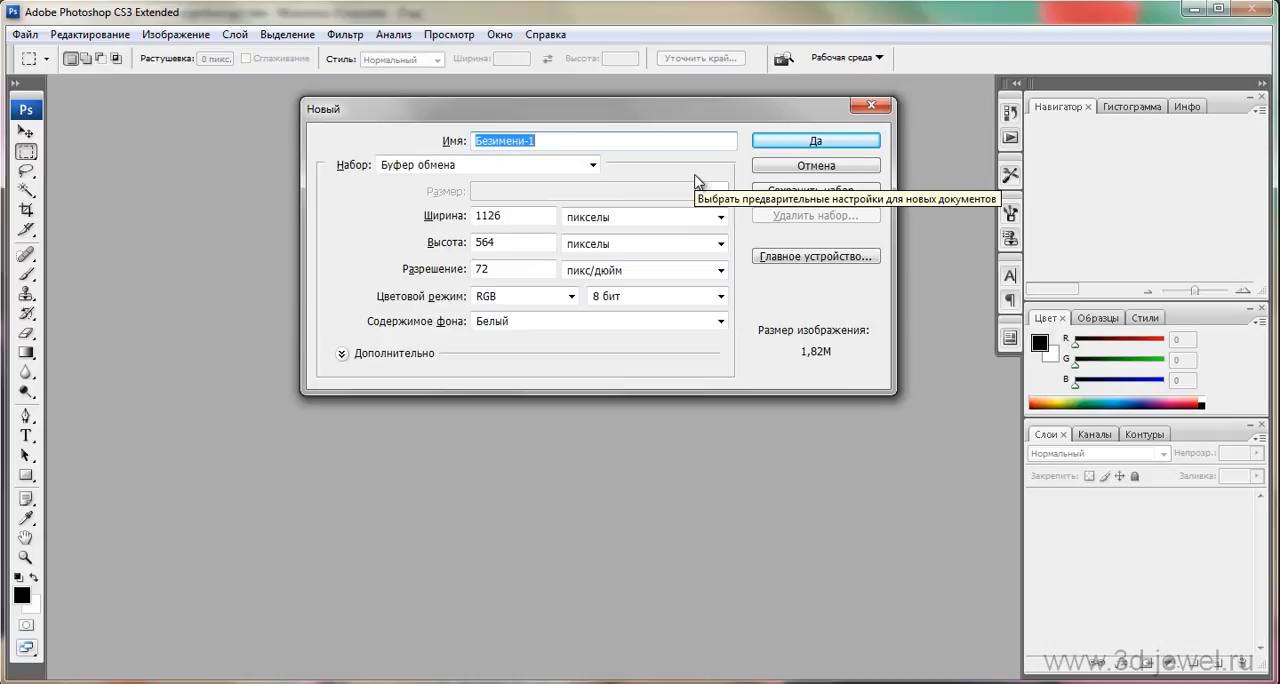 Adobe Photoshop CS3 Extended
Файл Редактирование Изображение Слой Выделение Фильтр Анализ Просмотр Окно Справка
Растушевка: 0 пикс. Сглаживание Стиль: Нормальный Ширина: Высота: Уточнить край... Рабочая среда
Ps
Новый
Имя: Безимени-1
Да
Набор: Буфер обмена
Отмена
Размер:
Сохранить набор...
Выбрать предварительные настройки для новых документов
Ширина: 1126 пикселы
Удалить набор...
Высота: 564 пикселы
Главное устройство...
Разрешение: 72 пикс/дюйм
Цветовой режим: RGB 8 бит
Содержимое фона: Белый
Размер изображения:
1,82M
Дополнительно
Навигатор Гистограмма Инфо
Цвет Образцы Стили
R 0
G 0
B 0
Слои Каналы Контуры
Нормальный Непрозр.:
Закрепить: Заливка:
www.3d-jewel.ru